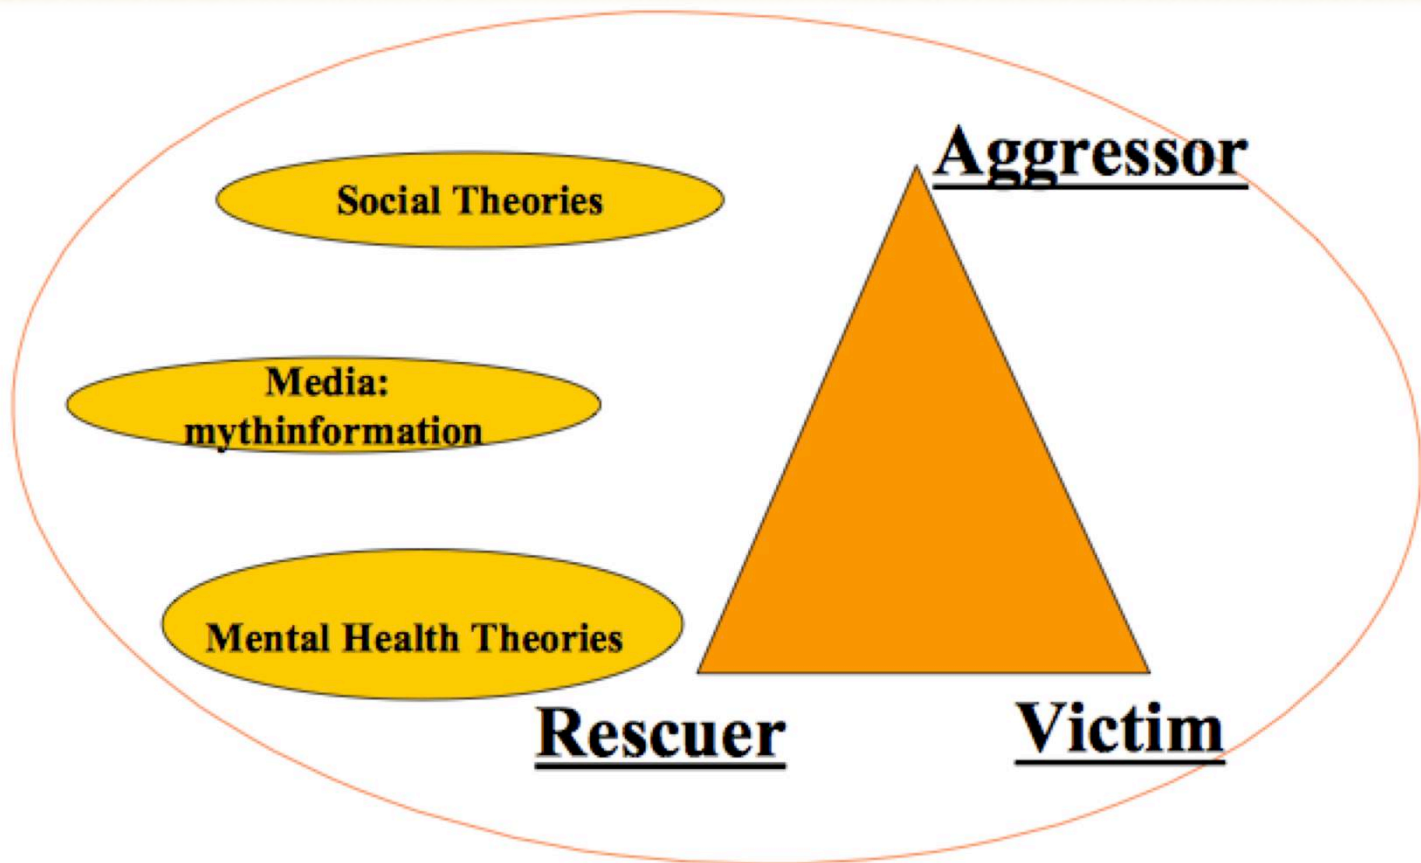 Aggressor
Social Theories
Media:
mythinformation
Mental Health Theories
Rescuer
Victim